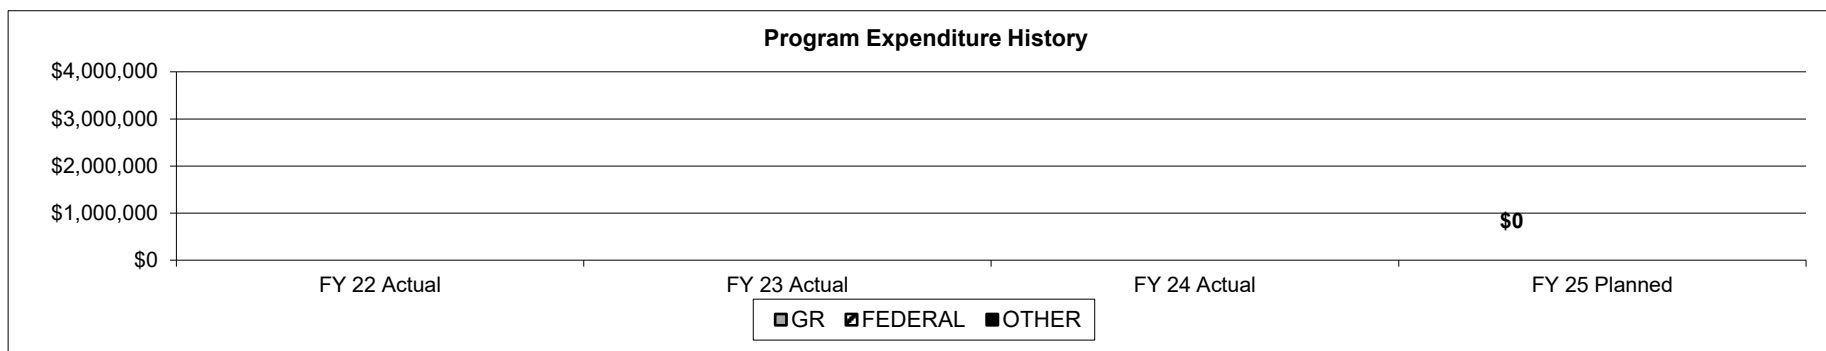 Program Expenditure History
$4,000,000
$3,000,000
$2,000,000
$1,000,000
$0
$0
FY 22 Actual FY 23 Actual FY 24 Actual FY 25 Planned
GR FEDERAL OTHER